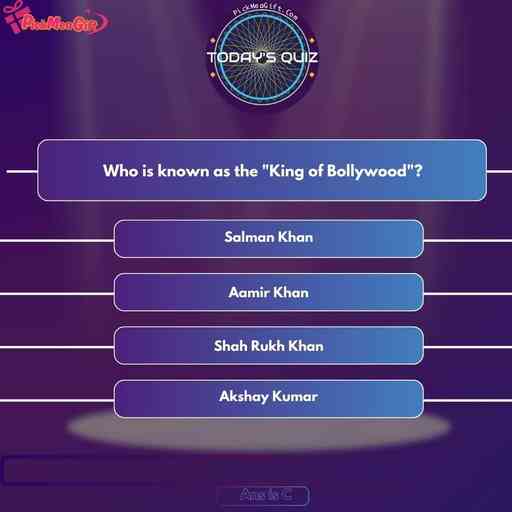 PickMeaGift
PickMeaGift.Com
TODAY'S QUIZ
Who is known as the "King of Bollywood"?
Salman Khan
Aamir Khan
Shah Rukh Khan
Akshay Kumar
Ans is C